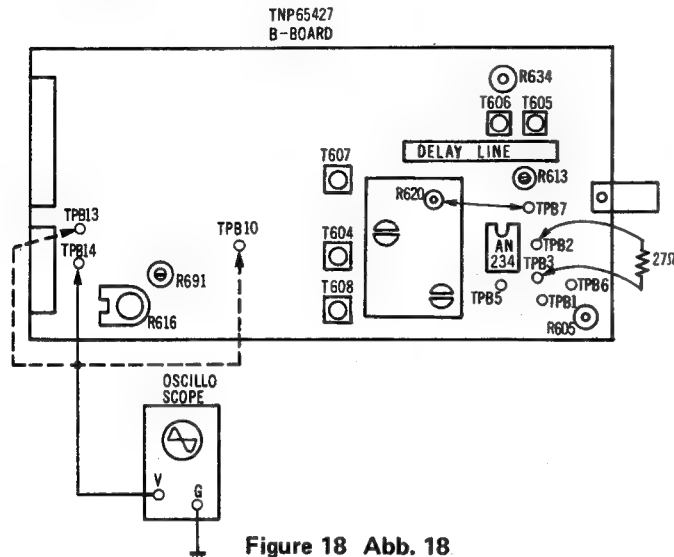 TNP65427
B-BOARD
R634
T606
T605
DELAY LINE
T607
R613
R620
TPB7
TPB13
TPB10
TPB14
T604
AN
234
TPB2
TPB3
27Ω
R691
TPB5
TPB6
TPB1
T608
R616
R605
OSCILLO
SCOPE
V
G
Figure 18 Abb. 18